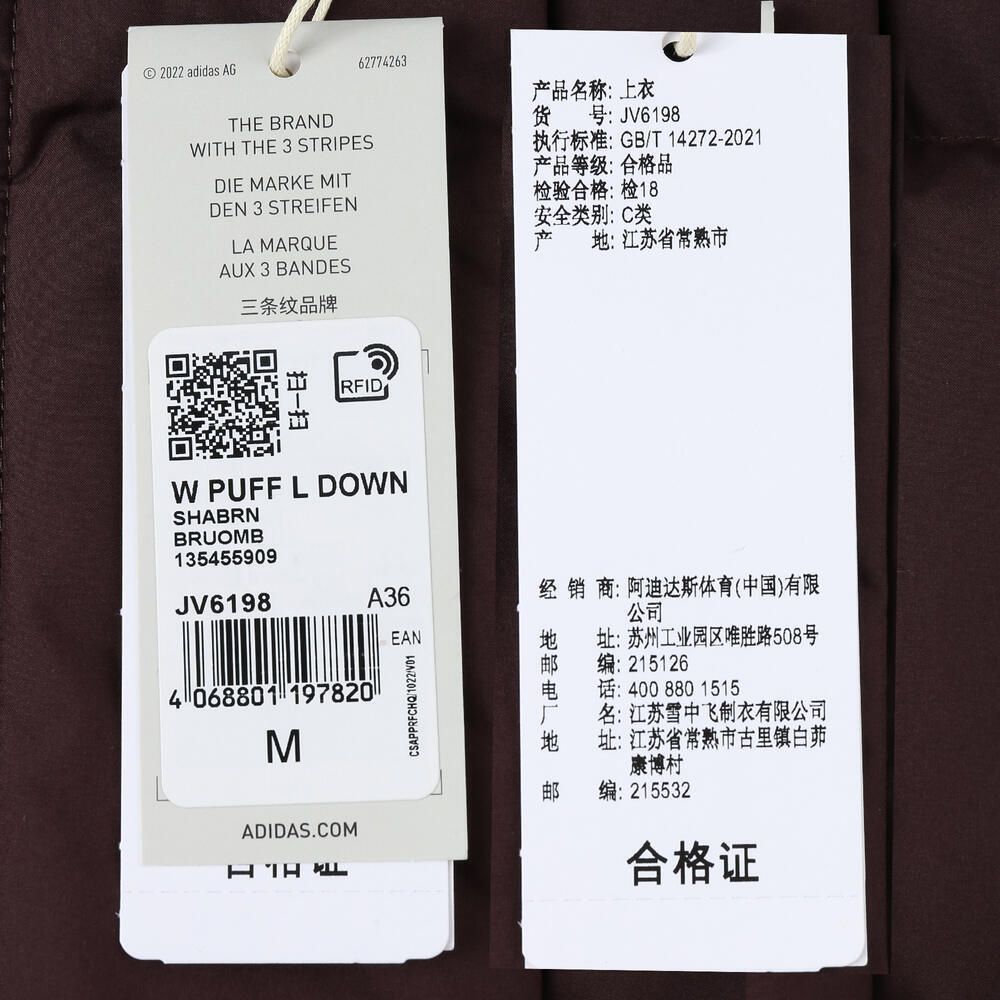 © 2022 adidas AG
62774263
THE BRAND
WITH THE 3 STRIPES
DIE MARKE MIT
DEN 3 STREIFEN
LA MARQUE
AUX 3 BANDES
三条纹品牌
扫一扫
RFID
W PUFF L DOWN
SHABRN
BRUOMB
135455909
JV6198 A36
EAN
4 068801 197820
CSAPPRFCHQ/1022/V01
M
ADIDAS.COM
合格证
产品名称: 上衣
货 号: JV6198
执行标准: GB/T 14272-2021
产品等级: 合格品
检验合格: 检18
安全类别: C类
产 地: 江苏省常熟市
经 销 商: 阿迪达斯体育(中国)有限
公司
地 址: 苏州工业园区唯胜路508号
邮 编: 215126
电 话: 400 880 1515
厂 名: 江苏雪中飞制衣有限公司
地 址: 江苏省常熟市古里镇白茆
康博村
邮 编: 215532
合格证